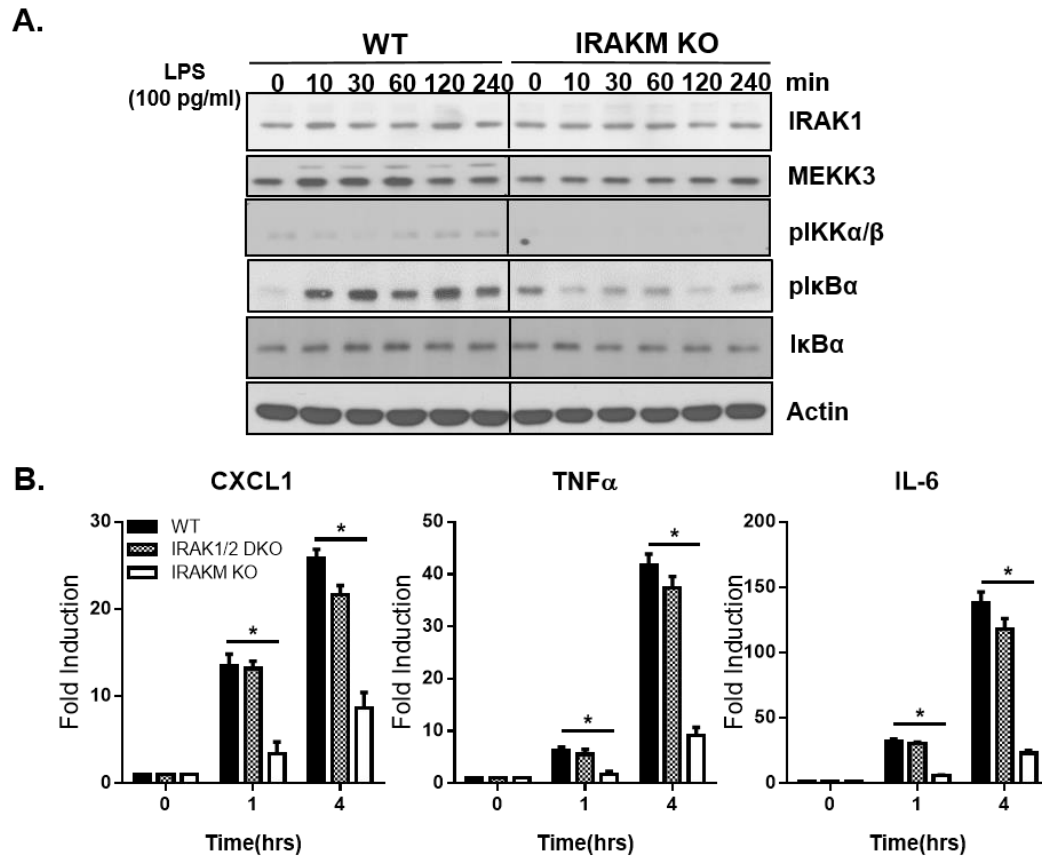 A.
WT IRAKM KO
LPS
(100 pg/ml)
0 10 30 60 120 240 0 10 30 60 120 240 min
IRAK1
MEKK3
pIKKα/β
pIκBα
IκBα
Actin
B.
CXCL1
30
20
10
0
Fold Induction
WT
IRAK1/2 DKO
IRAKM KO
*
*
0 1 4
Time(hrs)
TNFα
50
40
30
20
10
0
Fold Induction
*
*
0 1 4
Time(hrs)
IL-6
200
150
100
50
0
Fold Induction
*
*
0 1 4
Time(hrs)